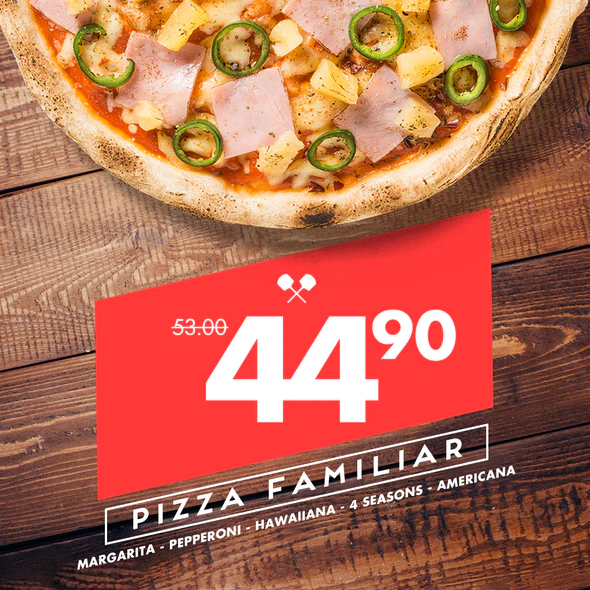 53.00
44.90
PIZZA FAMILIAR
MARGARITA - PEPPERONI - HAWAIIANA - 4 SEASONS - AMERICANA